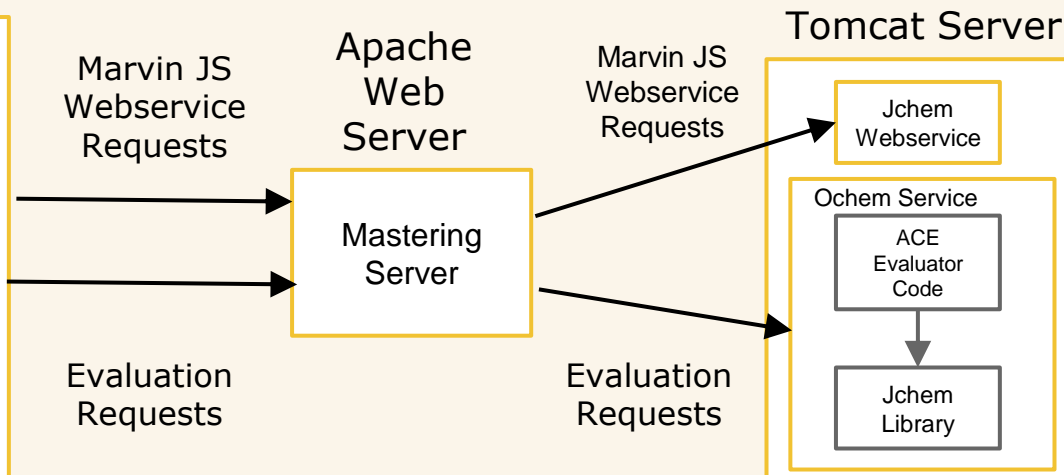 Marvin JS
Webservice
Requests
Apache
Web
Server
Marvin JS
Webservice
Requests
Tomcat Server
Jchem
Webservice
Mastering
Server
Ochem Service
ACE
Evaluator
Code
Jchem
Library
Evaluation
Requests
Evaluation
Requests